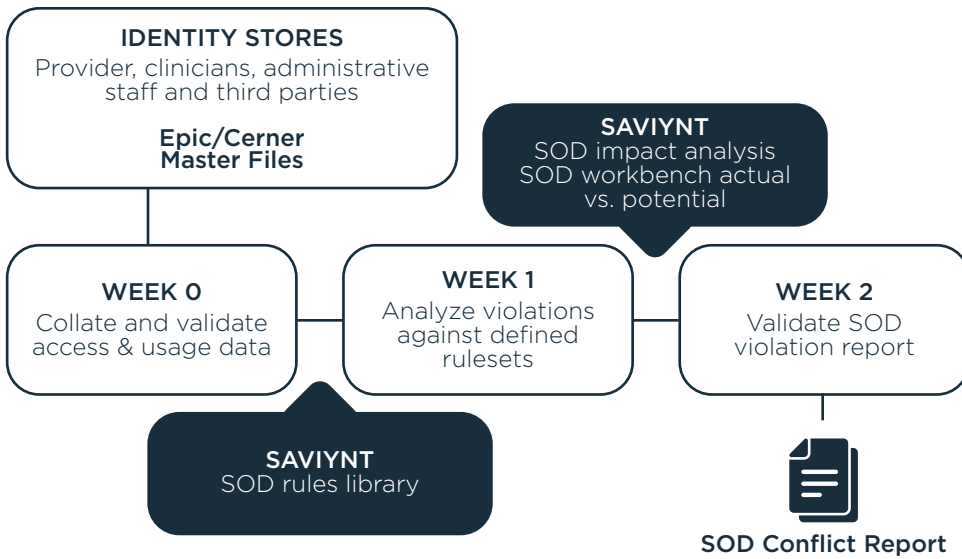 IDENTITY STORES
Provider, clinicians, administrative
staff and third parties
Epic/Cerner
Master Files
SAVIYNT
SOD impact analysis
SOD workbench actual
vs. potential
WEEK 0
Collate and validate
access & usage data
WEEK 1
Analyze violations
against defined
rulesets
WEEK 2
Validate SOD
violation report
SAVIYNT
SOD rules library
SOD Conflict Report